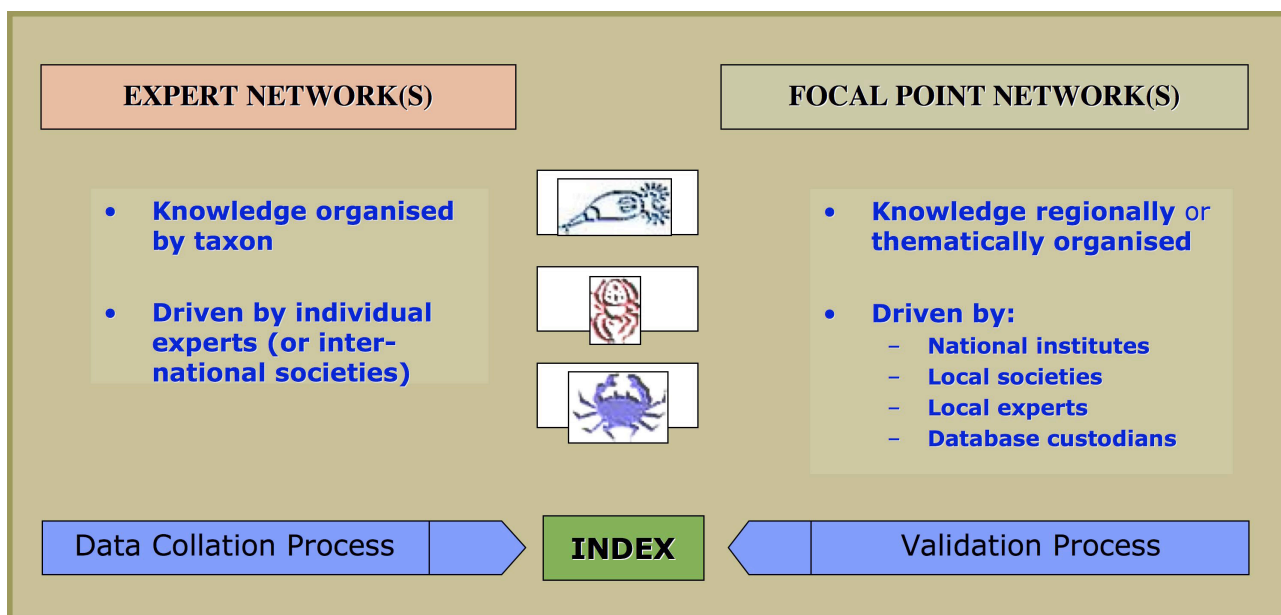 EXPERT NETWORK(S)
• Knowledge organised
by taxon
• Driven by individual
experts (or inter-
national societies)
FOCAL POINT NETWORK(S)
• Knowledge regionally or
thematically organised
• Driven by:
– National institutes
– Local societies
– Local experts
– Database custodians
Data Collation Process
INDEX
Validation Process